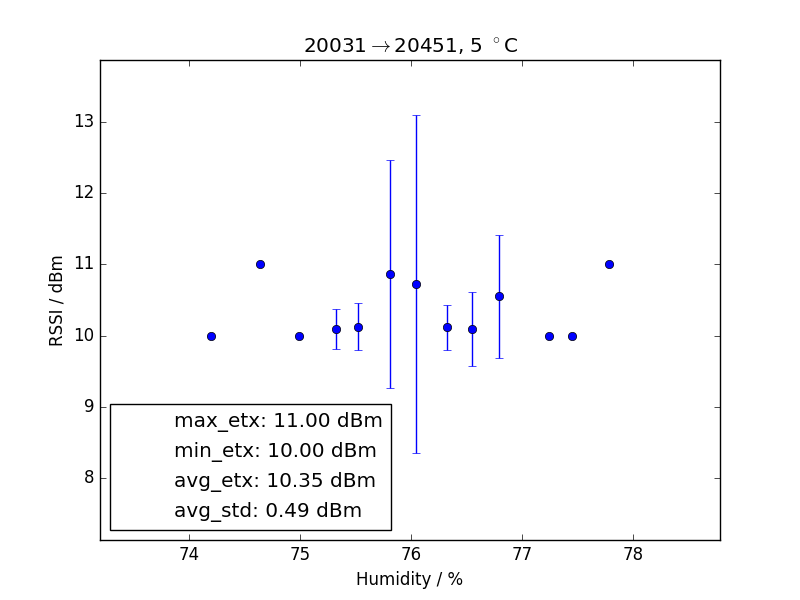 20031→20451, 5 °C
13
12
11
10
9
8
RSSI / dBm
max_etx: 11.00 dBm
min_etx: 10.00 dBm
avg_etx: 10.35 dBm
avg_std: 0.49 dBm
74 75 76 77 78
Humidity / %